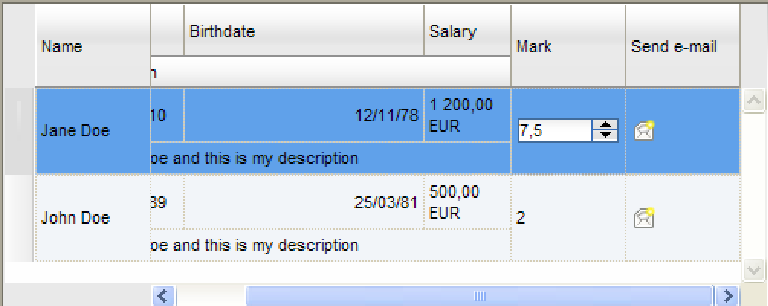 Name
Birthdate
Salary
Mark
Send e-mail
Jane Doe
10
12/11/78
1 200,00
EUR
7,5
oe and this is my description
John Doe
39
25/03/81
500,00
EUR
2
oe and this is my description